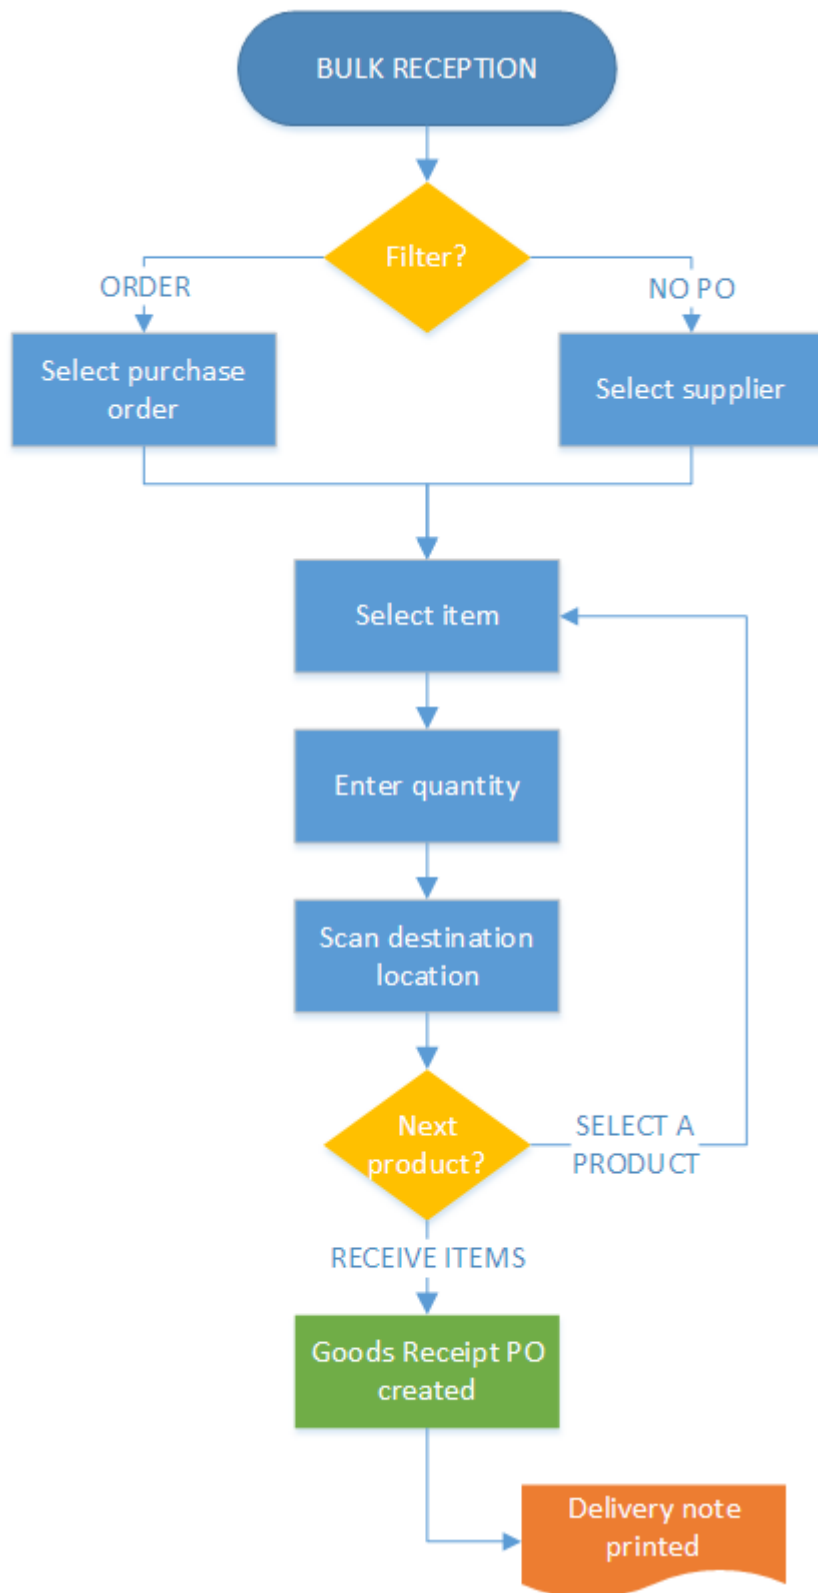 BULK RECEPTION
Filter?
ORDER
NO PO
Select purchase
order
Select supplier
Select item
Enter quantity
Scan destination
location
Next
product?
SELECT A
PRODUCT
RECEIVE ITEMS
Goods Receipt PO
created
Delivery note
printed